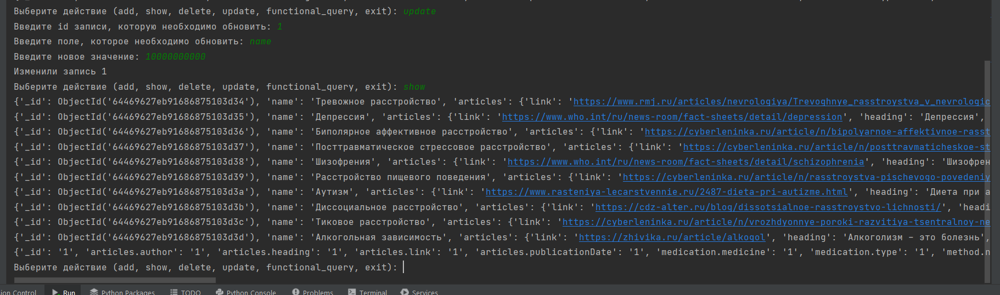 Выберите действие (add, show, delete, update, functional_query, exit): update
Введите id записи, которую необходимо обновить: 1
Введите поле, которое необходимо обновить: name
Введите новое значение: 10000000000
Изменили запись 1
Выберите действие (add, show, delete, update, functional_query, exit): show
{'_id': ObjectId('64469627eb91686875103d34'), 'name': 'Тревожное расстройство', 'articles': {'link': 'https://www.rmj.ru/articles/nevrologiya/Trevoghnye_rasstroystva_v_nevrologic
{'_id': ObjectId('64469627eb91686875103d35'), 'name': 'Депрессия', 'articles': {'link': 'https://www.who.int/ru/news-room/fact-sheets/detail/depression', 'heading': 'Депрессия',
{'_id': ObjectId('64469627eb91686875103d36'), 'name': 'Биполярное аффективное расстройство', 'articles': {'link': 'https://cyberleninka.ru/article/n/bipolyarnoe-affektivnoe-rasst
{'_id': ObjectId('64469627eb91686875103d37'), 'name': 'Посттравматическое стрессовое расстройство', 'articles': {'link': 'https://cyberleninka.ru/article/n/posttravmaticheskoe-st
{'_id': ObjectId('64469627eb91686875103d38'), 'name': 'Шизофрения', 'articles': {'link': 'https://www.who.int/ru/news-room/fact-sheets/detail/schizophrenia', 'heading': 'Шизофрен
{'_id': ObjectId('64469627eb91686875103d39'), 'name': 'Расстройство пищевого поведения', 'articles': {'link': 'https://cyberleninka.ru/article/n/rasstroystva-pischevogo-povedeniy
{'_id': ObjectId('64469627eb91686875103d3a'), 'name': 'Аутизм', 'articles': {'link': 'https://www.rasteniya-lecarstvennie.ru/2487-dieta-pri-autizme.html', 'heading': 'Диета при а
{'_id': ObjectId('64469627eb91686875103d3b'), 'name': 'Диссоциальное расстройство', 'articles': {'link': 'https://cdz-alter.ru/blog/dissotsialnoe-rasstroystvo-lichnosti/', 'headi
{'_id': ObjectId('64469627eb91686875103d3c'), 'name': 'Тиковое расстройство', 'articles': {'link': 'https://cyberleninka.ru/article/n/vrozhdyonnye-poroki-razvitiya-tsentralnoy-ne
{'_id': ObjectId('64469627eb91686875103d3d'), 'name': 'Алкогольная зависимость', 'articles': {'link': 'https://zhivika.ru/article/alkogol', 'heading': 'Алкоголизм – это болезнь',
{'_id': '1', 'articles.author': '1', 'articles.heading': '1', 'articles.link': '1', 'articles.publicationDate': '1', 'medication.medicine': '1', 'medication.type': '1', 'method.n
Выберите действие (add, show, delete, update, functional_query, exit):
sion Control Run Python Packages TODO Python Console Problems Terminal Services